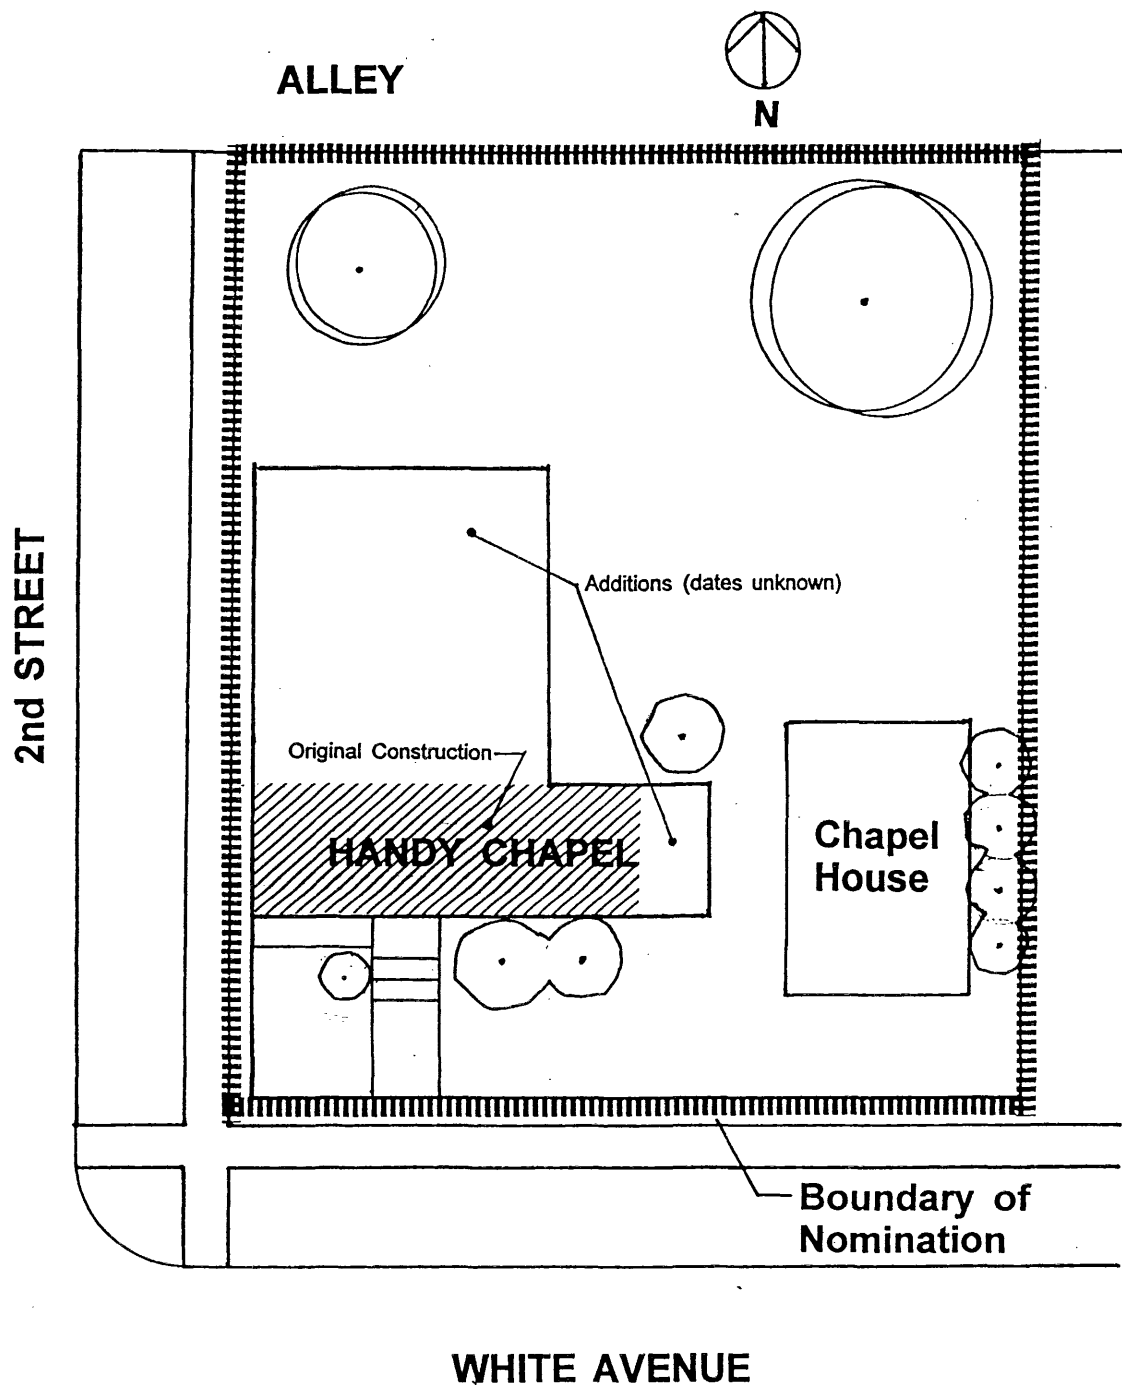 ALLEY
N
2nd STREET
Additions (dates unknown)
Original Construction
HANDY CHAPEL
Chapel
House
Boundary of
Nomination
WHITE AVENUE